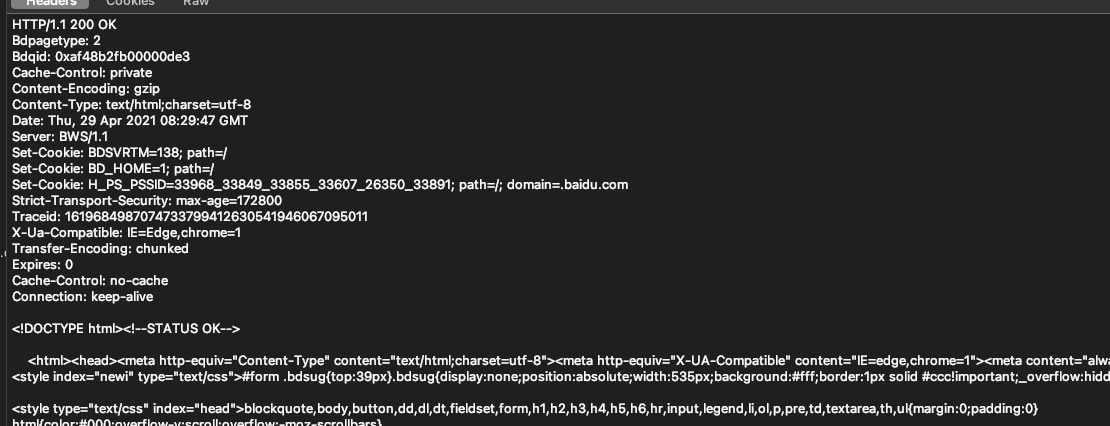 Headers Cookies Raw
HTTP/1.1 200 OK
Bdpagetype: 2
Bdqid: 0xaf48b2fb00000de3
Cache-Control: private
Content-Encoding: gzip
Content-Type: text/html;charset=utf-8
Date: Thu, 29 Apr 2021 08:29:47 GMT
Server: BWS/1.1
Set-Cookie: BDSVRTM=138; path=/
Set-Cookie: BD_HOME=1; path=/
Set-Cookie: H_PS_PSSID=33968_33849_33855_33607_26350_33891; path=/; domain=.baidu.com
Strict-Transport-Security: max-age=172800
Traceid: 1619684987074733799412630541946067095011
X-Ua-Compatible: IE=Edge,chrome=1
Transfer-Encoding: chunked
Expires: 0
Cache-Control: no-cache
Connection: keep-alive
<!DOCTYPE html><!--STATUS OK-->
<html><head><meta http-equiv="Content-Type" content="text/html;charset=utf-8"><meta http-equiv="X-UA-Compatible" content="IE=edge,chrome=1"><meta content="alwa
<style index="newi" type="text/css">#form .bdsug{top:39px}.bdsug{display:none;position:absolute;width:535px;background:#fff;border:1px solid #ccc!important;_overflow:hidd
<style type="text/css" index="head">blockquote,body,button,dd,dl,dt,fieldset,form,h1,h2,h3,h4,h5,h6,hr,input,legend,li,ol,p,pre,td,textarea,th,ul{margin:0;padding:0}
html{color:#000;overflow-y:scroll;overflow:-moz-scrollbars}